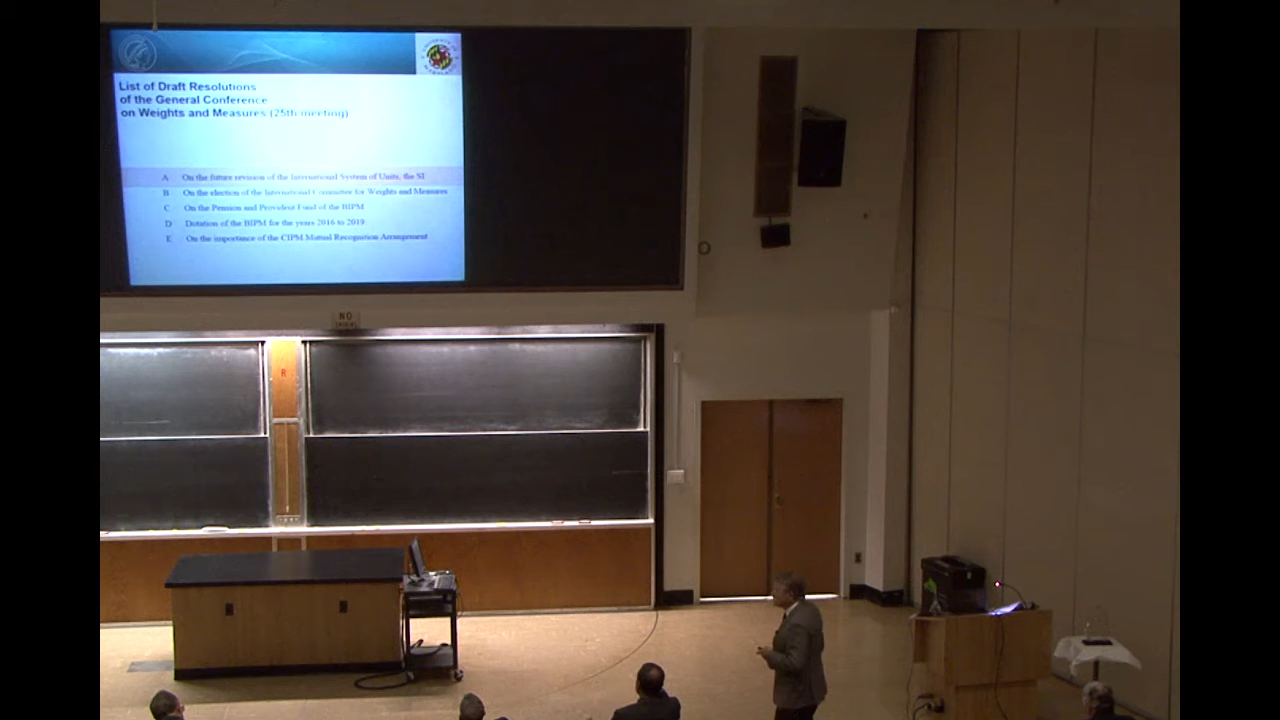 List of Draft Resolutions
of the General Conference
on Weights and Measures (25th meeting)
A On the future revision of the International System of Units, the SI
B On the election of the International Committee for Weights and Measures
C On the Pension and Provident Fund of the BIPM
D Dotation of the BIPM for the years 2016 to 2019
E On the importance of the CIPM Mutual Recognition Arrangement
NO
R